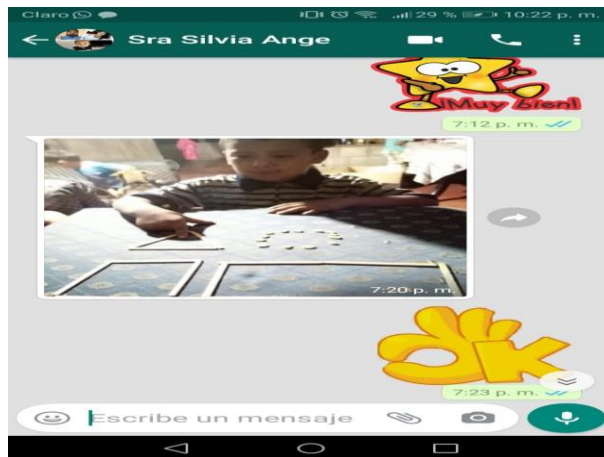 Claro 29 % 10:22 p. m.
Sra Silvia Ange
¡Muy bien!
7:12 p. m.
7:20 p. m.
OK
7:23 p. m.
Escribe un mensaje